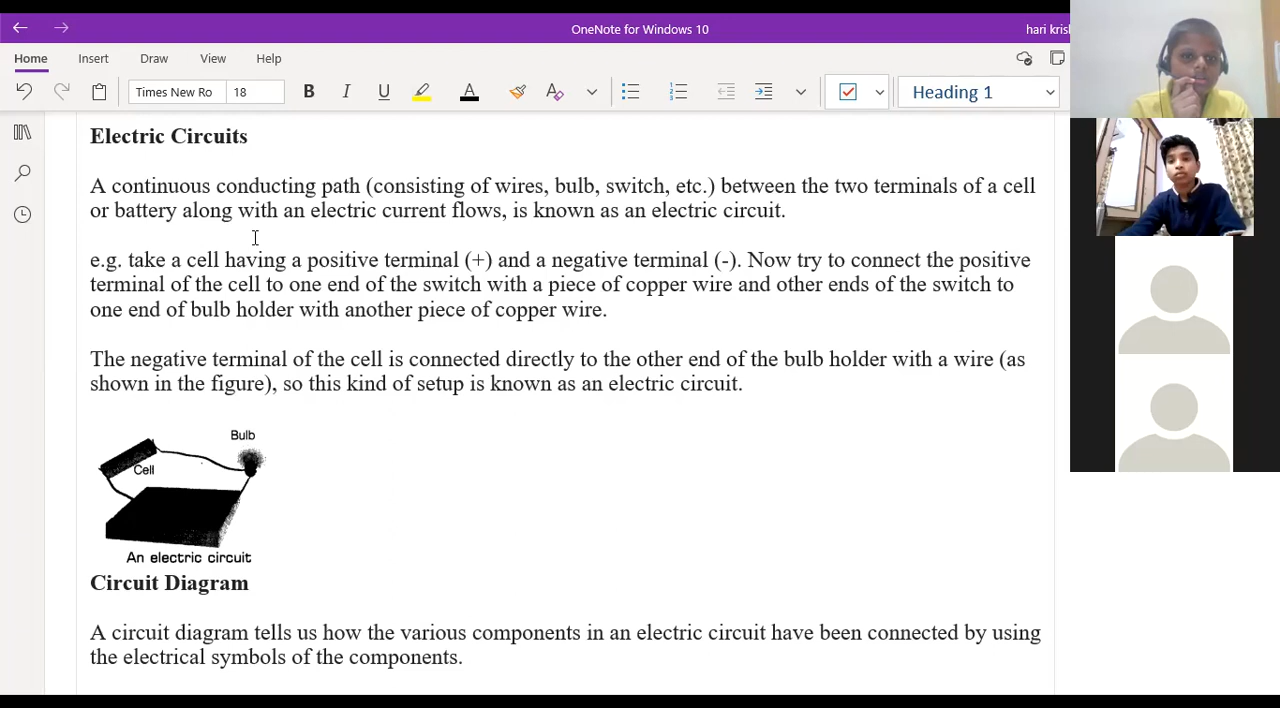 OneNote for Windows 10
hari krish
Home Insert Draw View Help
Times New Ro 18 B I U A Heading 1
Electric Circuits
A continuous conducting path (consisting of wires, bulb, switch, etc.) between the two terminals of a cell
or battery along with an electric current flows, is known as an electric circuit.
e.g. take a cell having a positive terminal (+) and a negative terminal (-). Now try to connect the positive
terminal of the cell to one end of the switch with a piece of copper wire and other ends of the switch to
one end of bulb holder with another piece of copper wire.
The negative terminal of the cell is connected directly to the other end of the bulb holder with a wire (as
shown in the figure), so this kind of setup is known as an electric circuit.
Bulb
Cell
An electric circuit
Circuit Diagram
A circuit diagram tells us how the various components in an electric circuit have been connected by using
the electrical symbols of the components.